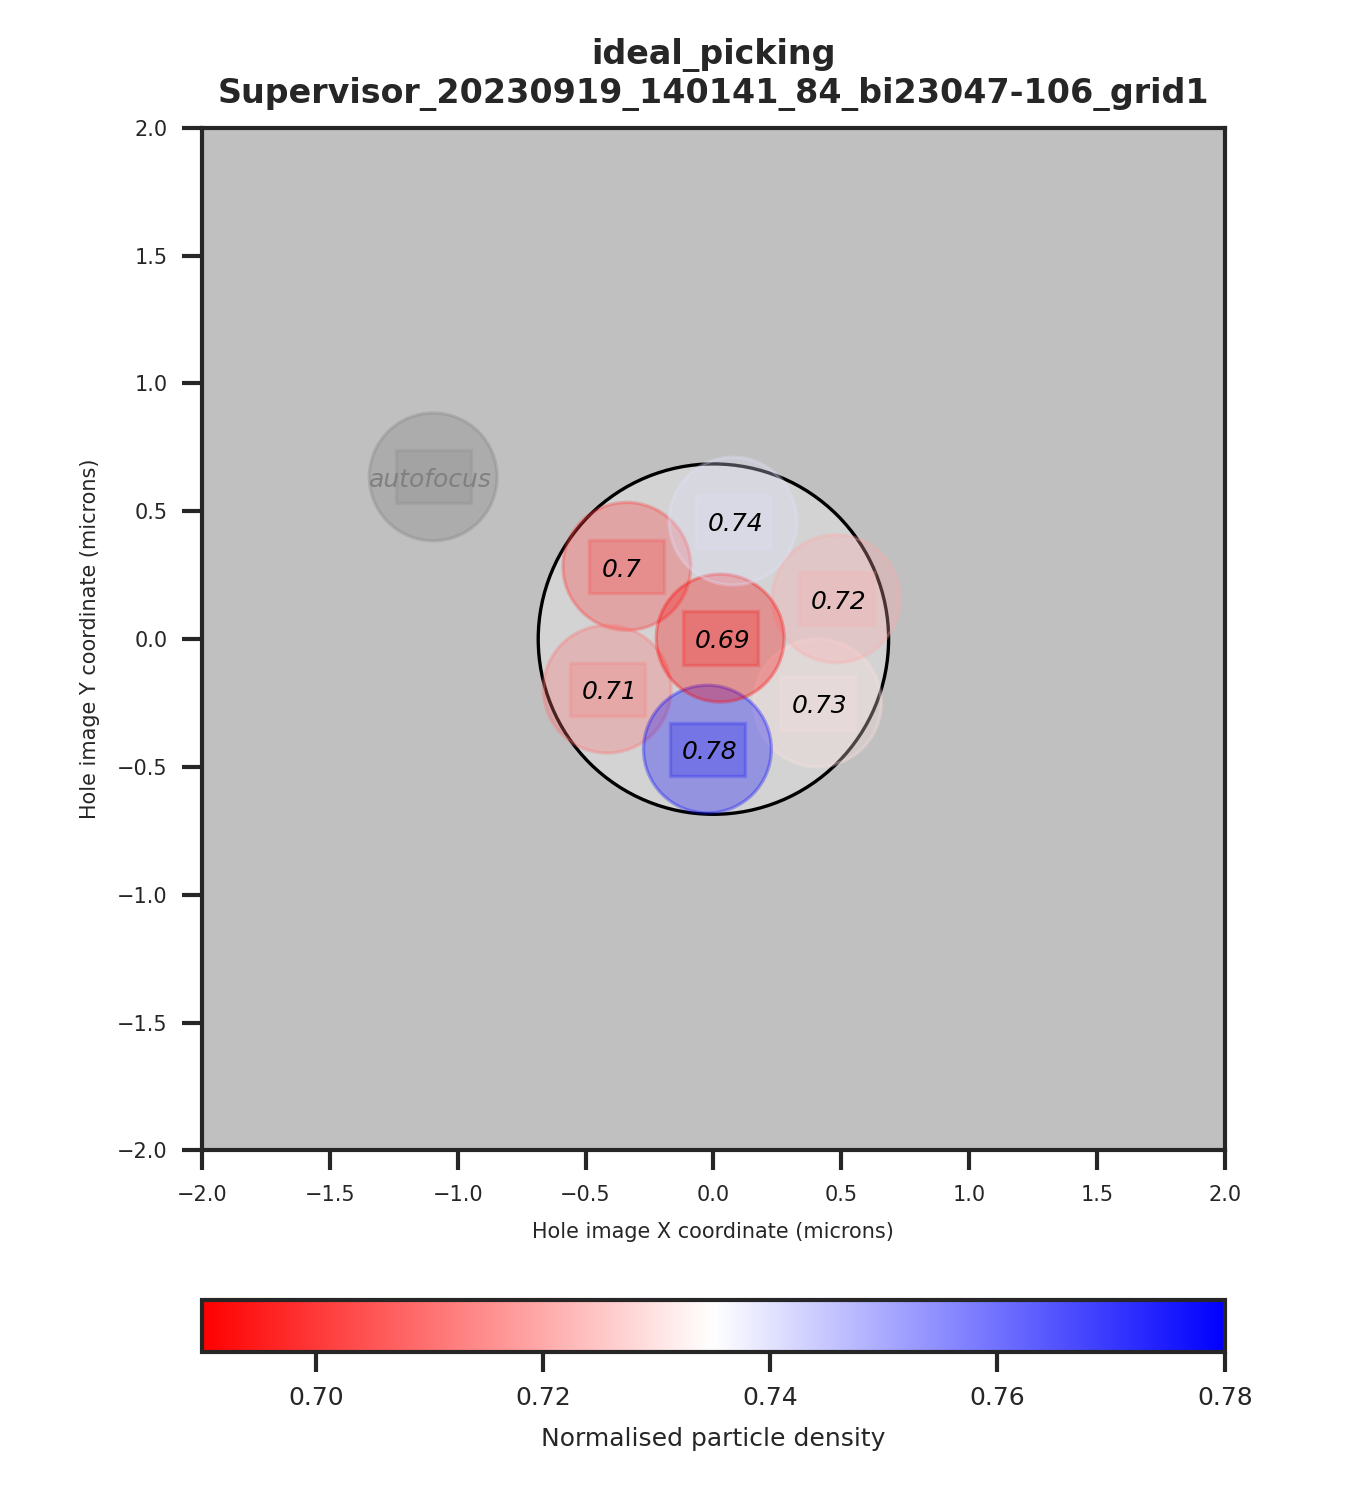 ideal_picking
Supervisor_20230919_140141_84_bi23047-106_grid1
2.0
1.5
1.0
0.5
0.0
−0.5
−1.0
−1.5
−2.0
Hole image Y coordinate (microns)
autofocus
0.74
0.7
0.72
0.69
0.71
0.73
0.78
−2.0 −1.5 −1.0 −0.5 0.0 0.5 1.0 1.5 2.0
Hole image X coordinate (microns)
0.70 0.72 0.74 0.76 0.78
Normalised particle density